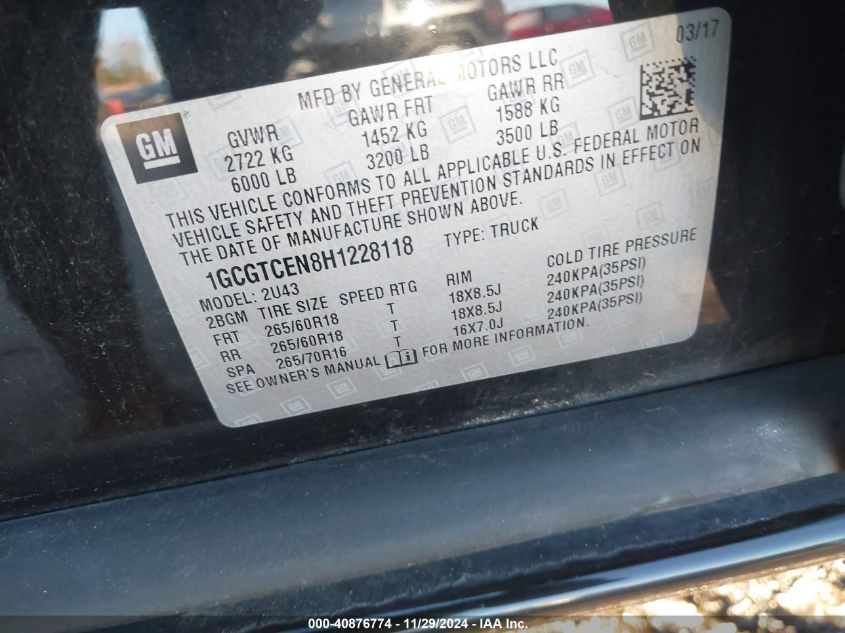 03/17
MFD BY GENERAL MOTORS LLC
GM
GVWR GAWR FRT GAWR RR
2722 KG 1452 KG 1588 KG
6000 LB 3200 LB 3500 LB
THIS VEHICLE CONFORMS TO ALL APPLICABLE U.S. FEDERAL MOTOR
VEHICLE SAFETY AND THEFT PREVENTION STANDARDS IN EFFECT ON
THE DATE OF MANUFACTURE SHOWN ABOVE.
1GCGTCEN8H1228118 TYPE: TRUCK
MODEL: 2U43
2BGM TIRE SIZE SPEED RTG RIM COLD TIRE PRESSURE
FRT 265/60R18 T 18X8.5J 240KPA(35PSI)
RR 265/60R18 T 18X8.5J 240KPA(35PSI)
SPA 265/70R16 T 16X7.0J 240KPA(35PSI)
SEE OWNER'S MANUAL FOR MORE INFORMATION.
000-40876774 - 11/29/2024 - IAA Inc.